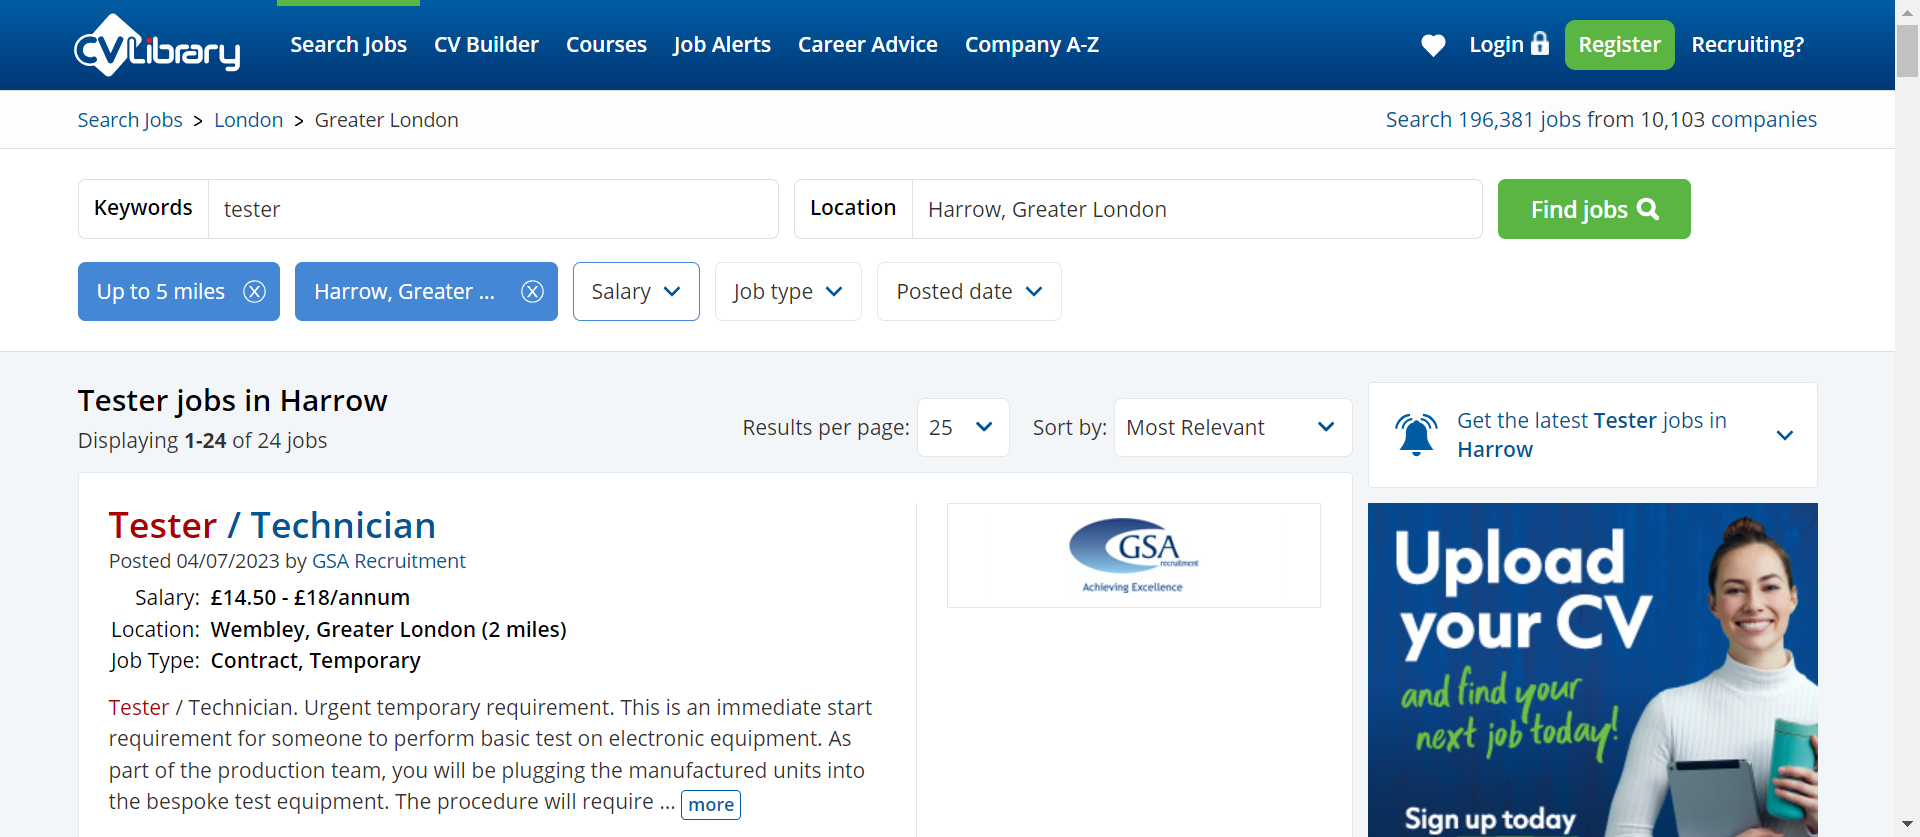 CVLibrary
Search Jobs
CV Builder
Courses
Job Alerts
Career Advice
Company A-Z
Login
Register
Recruiting?
Search Jobs > London > Greater London
Search 196,381 jobs from 10,103 companies
Keywords
tester
Location
Harrow, Greater London
Find jobs
Up to 5 miles
Harrow, Greater ...
Salary
Job type
Posted date
Tester jobs in Harrow
Displaying 1-24 of 24 jobs
Results per page: 25
Sort by: Most Relevant
Get the latest Tester jobs in
Harrow
Tester / Technician
Posted 04/07/2023 by GSA Recruitment
Salary: £14.50 - £18/annum
Location: Wembley, Greater London (2 miles)
Job Type: Contract, Temporary
Tester / Technician. Urgent temporary requirement. This is an immediate start
requirement for someone to perform basic test on electronic equipment. As
part of the production team, you will be plugging the manufactured units into
the bespoke test equipment. The procedure will require ... more
GSA
recruitment
Achieving Excellence
Upload
your CV
and find your
next job today!
Sign up today